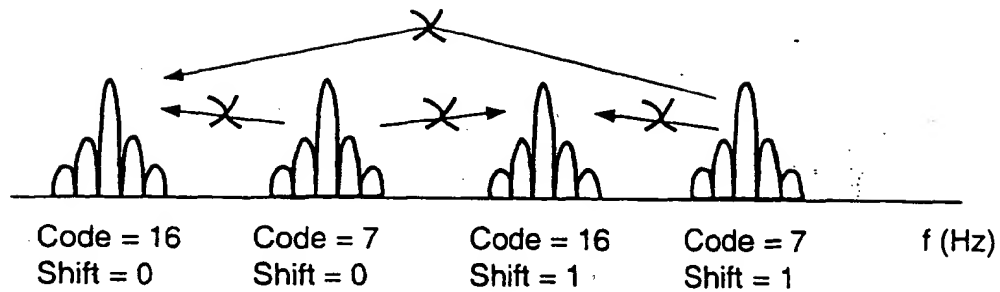 Code = 16
Shift = 0
Code = 7
Shift = 0
Code = 16
Shift = 1
Code = 7
Shift = 1
f (Hz)